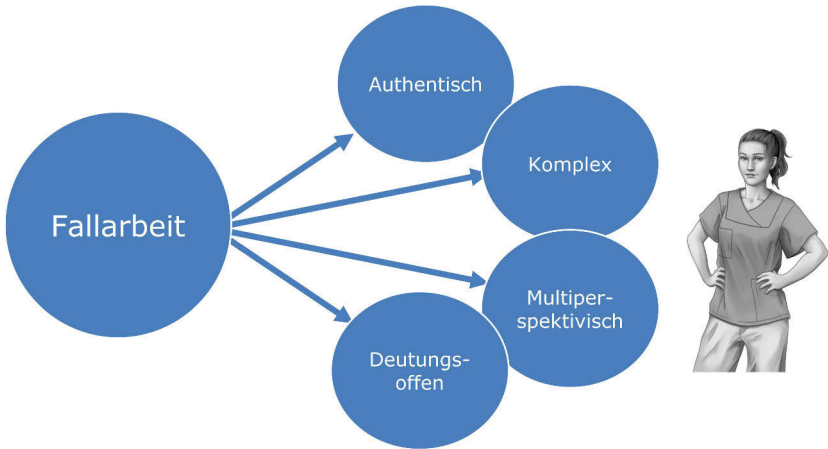 Authentisch
Komplex
Fallarbeit
Multiper-
spektivisch
Deutungs-
offen